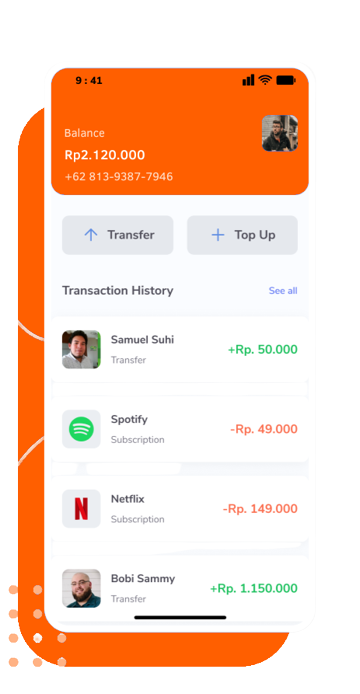 9:41
Balance
Rp2.120.000
+62 813-9387-7946
Transfer
Top Up
Transaction History
See all
Samuel Suhi
Transfer
+Rp. 50.000
Spotify
Subscription
-Rp. 49.000
N
Netflix
Subscription
-Rp. 149.000
Bobi Sammy
Transfer
+Rp. 1.150.000